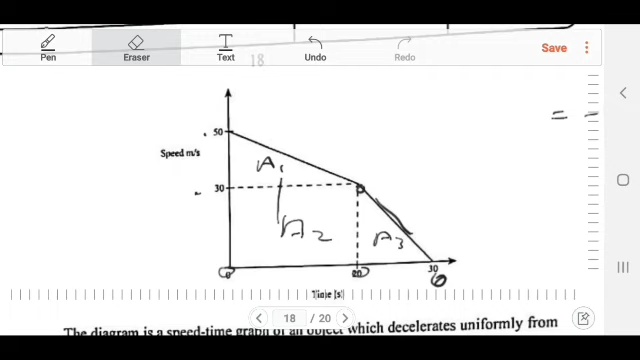 Pen
Eraser
Text
Undo
Redo
Save
18
50
Speed m/s
A1
30
A2
A3
0
20
30
Time [s]
18 / 20
The diagram is a speed-time graph of an object which decelerates uniformly from